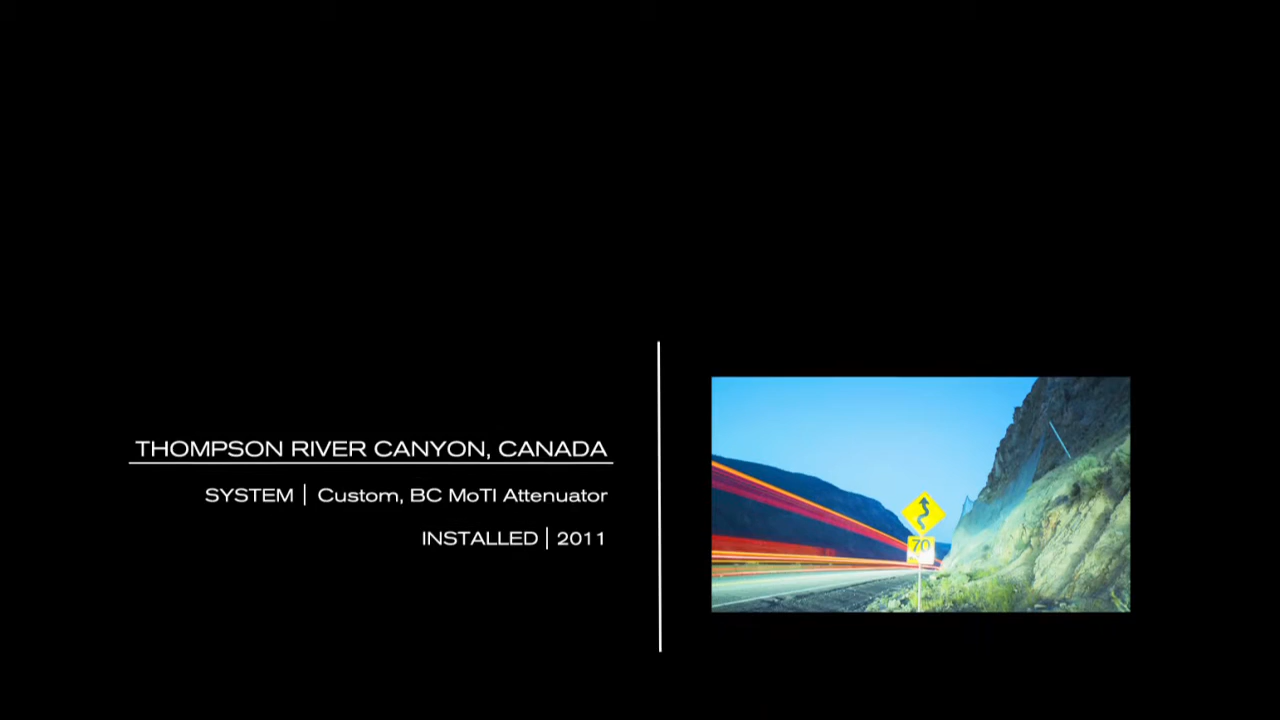 THOMPSON RIVER CANYON, CANADA
SYSTEM | Custom, BC MoTI Attenuator
INSTALLED | 2011
70